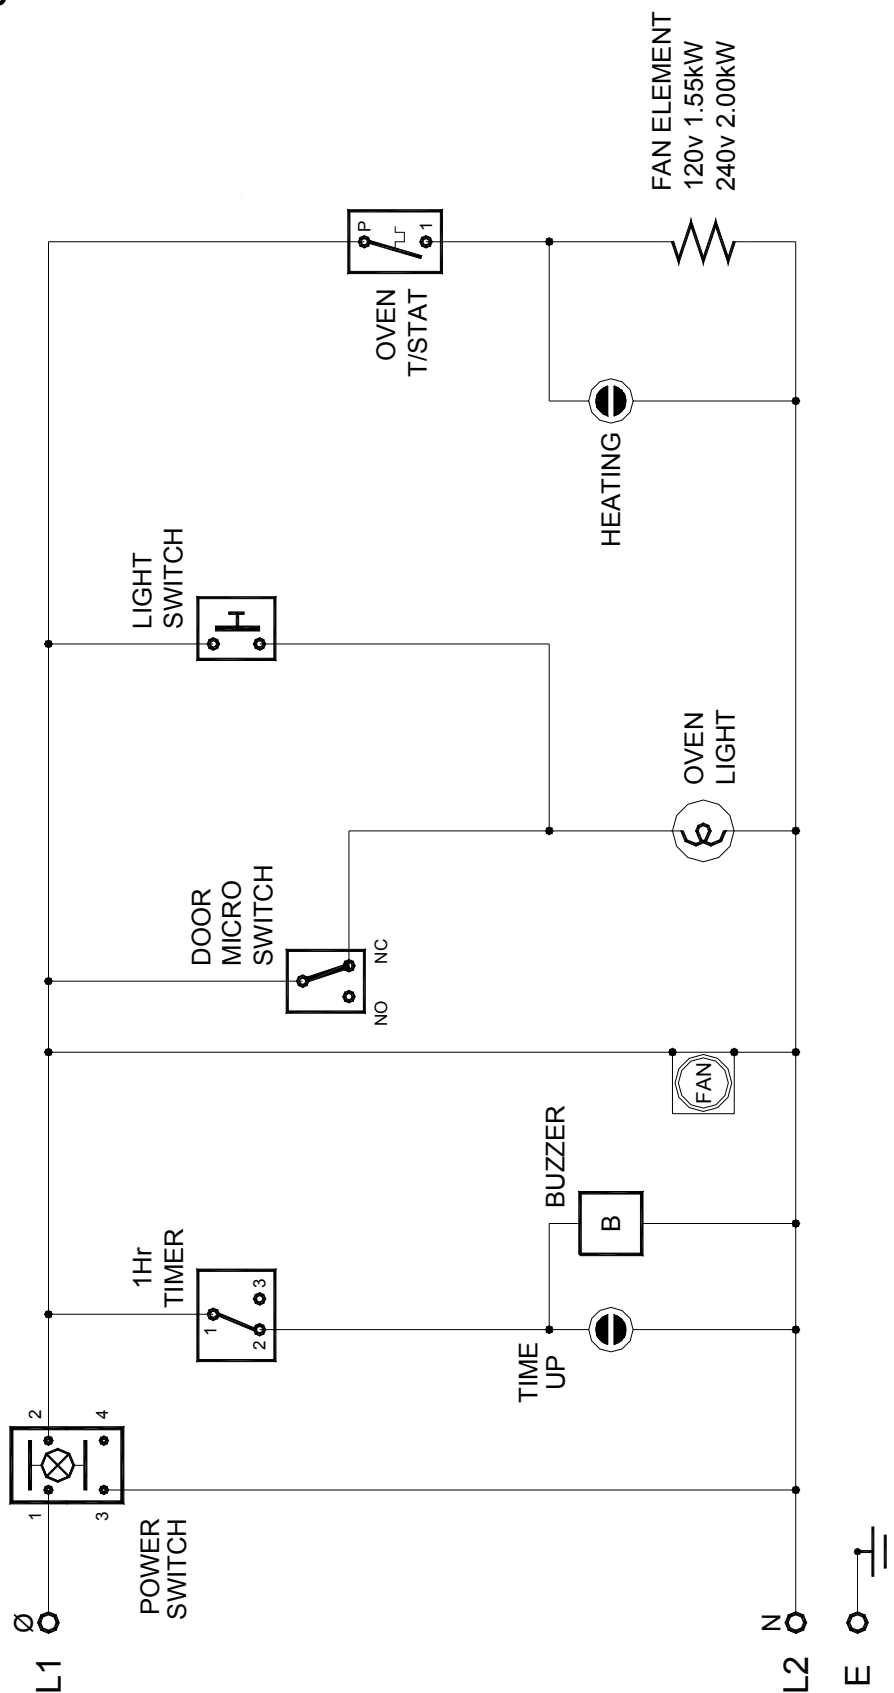 L1
Ø
1
2
3
4
POWER
SWITCH
1Hr
TIMER
1
2
3
TIME
UP
BUZZER
B
FAN
DOOR
MICRO
SWITCH
NO
NC
LIGHT
SWITCH
OVEN
LIGHT
OVEN
T/STAT
P
1
HEATING
FAN ELEMENT
120v 1.55kW
240v 2.00kW
L2
N
E